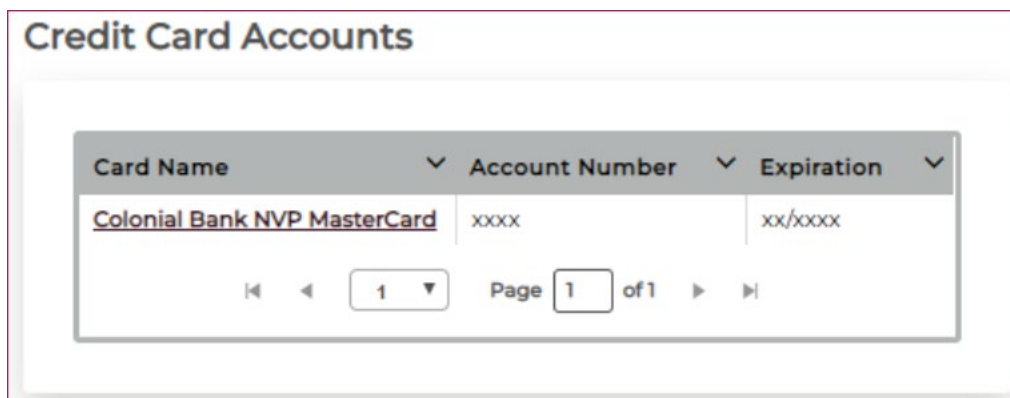 Credit Card Accounts
Card Name Account Number Expiration
Colonial Bank NVP MasterCard xxxx xx/xxxx
1 Page 1 of 1